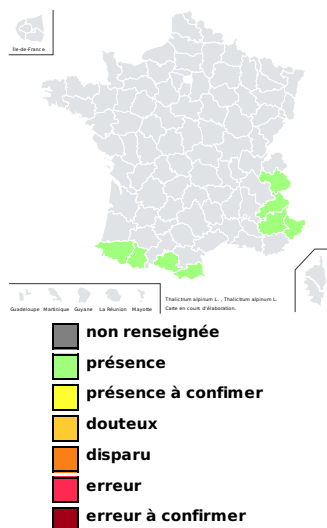 Île-de-France
Guadeloupe Martinique Guyane La Réunion Mayotte
Thalictrum alpinum L. , Thalictrum alpinum L.
Carte en cours d'élaboration.
non renseignée
présence
présence à confimer
douteux
disparu
erreur
erreur à confirmer